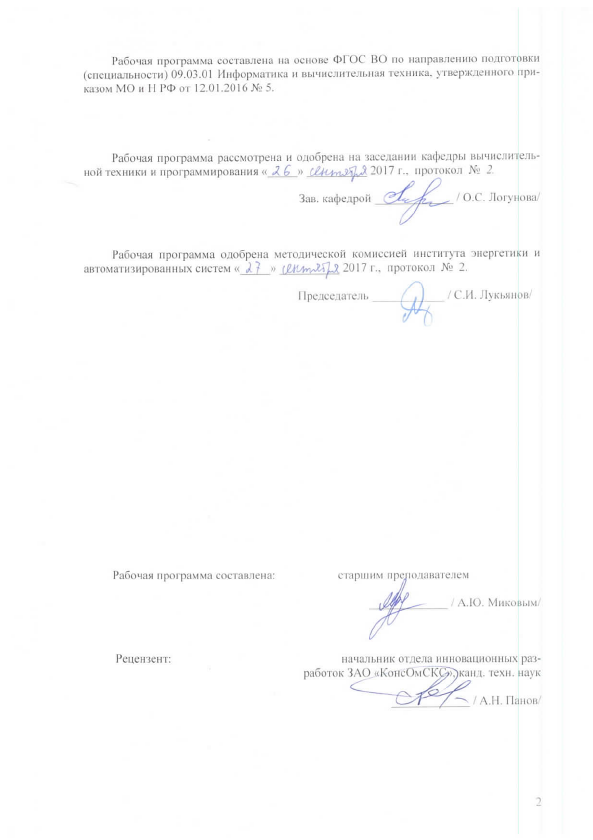 Рабочая программа составлена на основе ФГОС ВО по направлению подготовки
(специальности) 09.03.01 Информатика и вычислительная техника, утвержденного при-
казом МО и Н РФ от 12.01.2016 № 5.
Рабочая программа рассмотрена и одобрена на заседании кафедры вычислитель-
ной техники и программирования «26» сентября 2017 г., протокол № 2.
Зав. кафедрой ____________ / О.С. Логунова/
Рабочая программа одобрена методической комиссией института энергетики и
автоматизированных систем «27» сентября 2017 г., протокол № 2.
Председатель ____________ / С.И. Лукьянов/
Рабочая программа составлена: старшим преподавателем
____________ / А.Ю. Миковым/
Рецензент: начальник отдела инновационных раз-
работок ЗАО «КонсОмСКС», канд. техн. наук
____________ / А.Н. Панов/
2